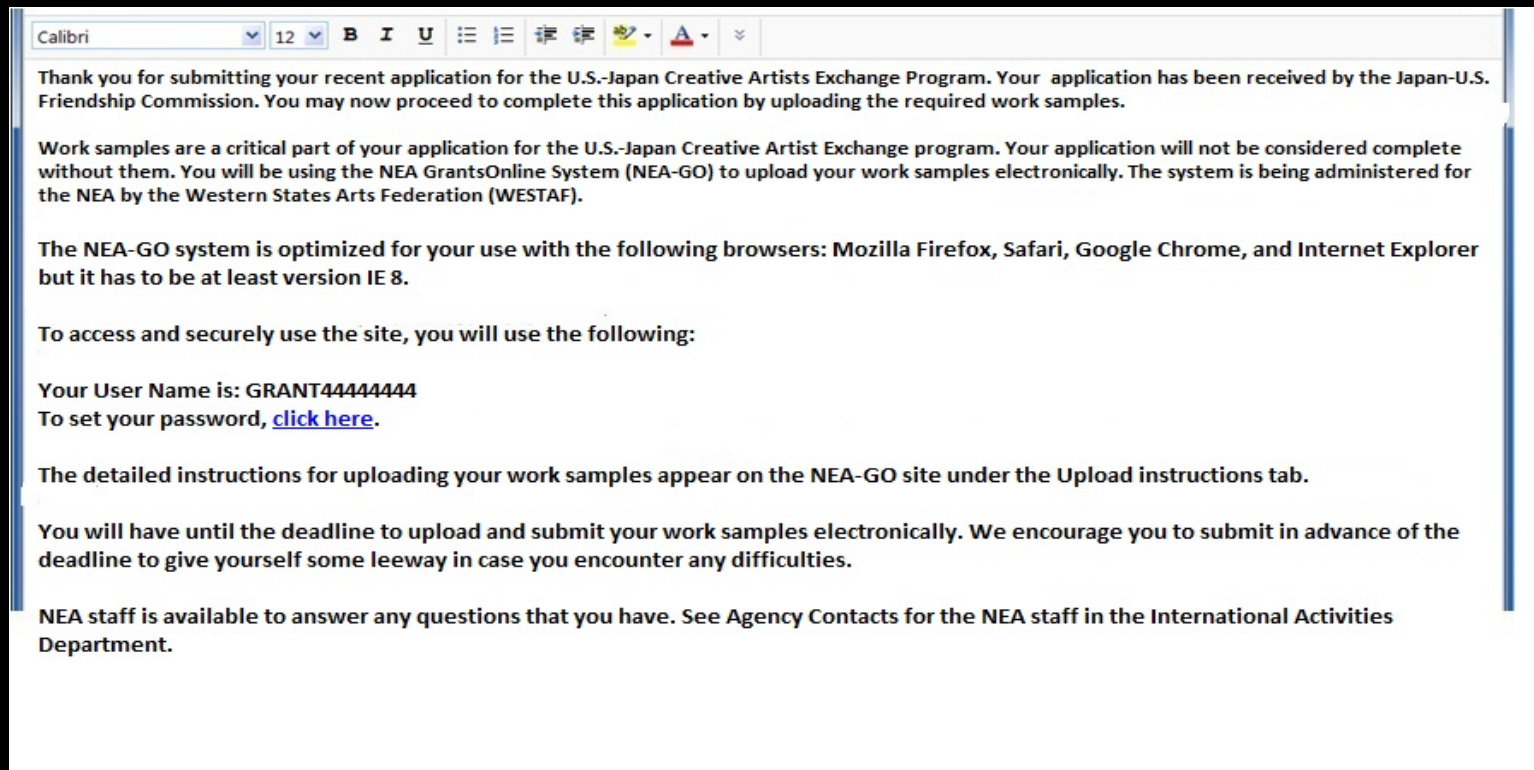 Calibri 12 B I U A
Thank you for submitting your recent application for the U.S.-Japan Creative Artists Exchange Program. Your  application has been received by the Japan-U.S.
Friendship Commission. You may now proceed to complete this application by uploading the required work samples.
Work samples are a critical part of your application for the U.S.-Japan Creative Artist Exchange program. Your application will not be considered complete
without them. You will be using the NEA GrantsOnline System (NEA-GO) to upload your work samples electronically. The system is being administered for
the NEA by the Western States Arts Federation (WESTAF).
The NEA-GO system is optimized for your use with the following browsers: Mozilla Firefox, Safari, Google Chrome, and Internet Explorer
but it has to be at least version IE 8.
To access and securely use the site, you will use the following:
Your User Name is: GRANT44444444
To set your password, click here.
The detailed instructions for uploading your work samples appear on the NEA-GO site under the Upload instructions tab.
You will have until the deadline to upload and submit your work samples electronically. We encourage you to submit in advance of the
deadline to give yourself some leeway in case you encounter any difficulties.
NEA staff is available to answer any questions that you have. See Agency Contacts for the NEA staff in the International Activities
Department.